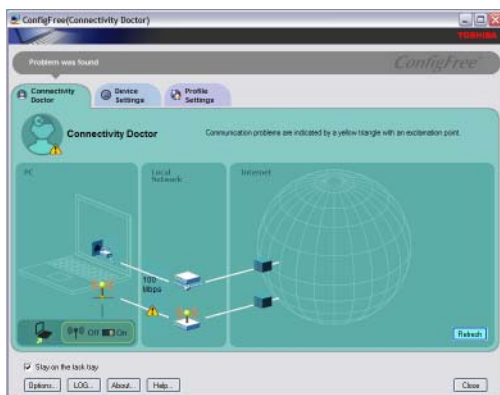 ConfigFree(Connectivity Doctor)
TOSHIBA
Problem was found
ConfigFree
Connectivity Doctor
Device Settings
Profile Settings
Connectivity Doctor
Communication problems are indicated by a yellow triangle with an exclamation point.
PC
Local Network
Internet
100 Mbps
Off
On
Refresh
Stay on the task tray
Options...
LOG...
About...
Help...
Close